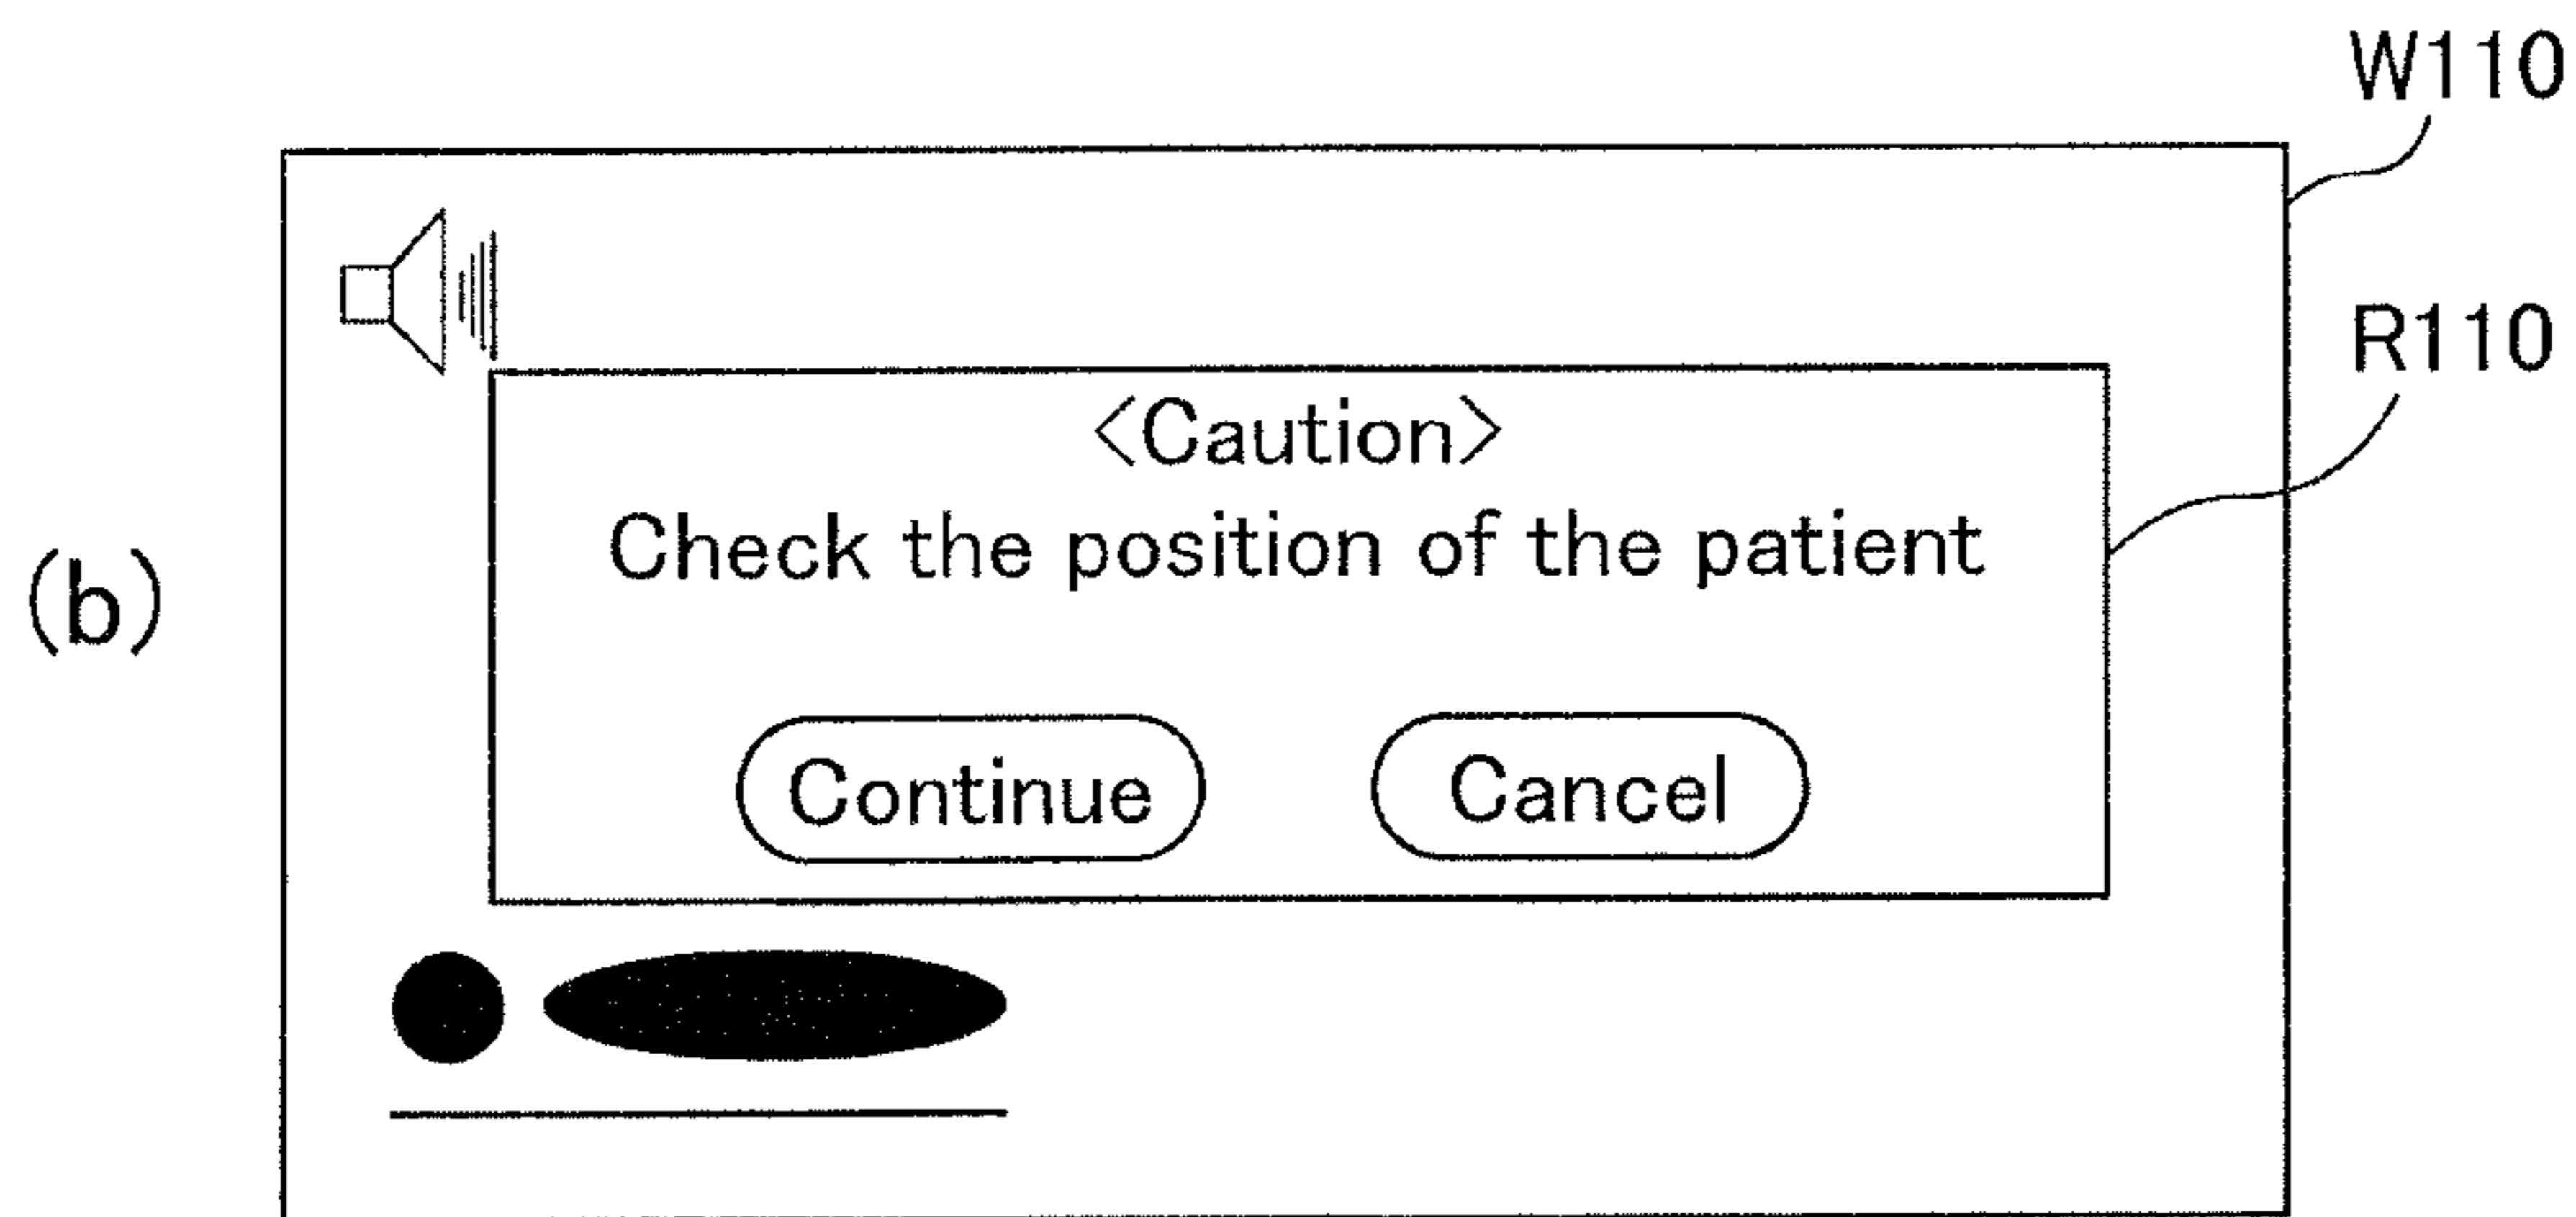 W110
R110
<Caution>
Check the position of the patient
(b)
Continue Cancel